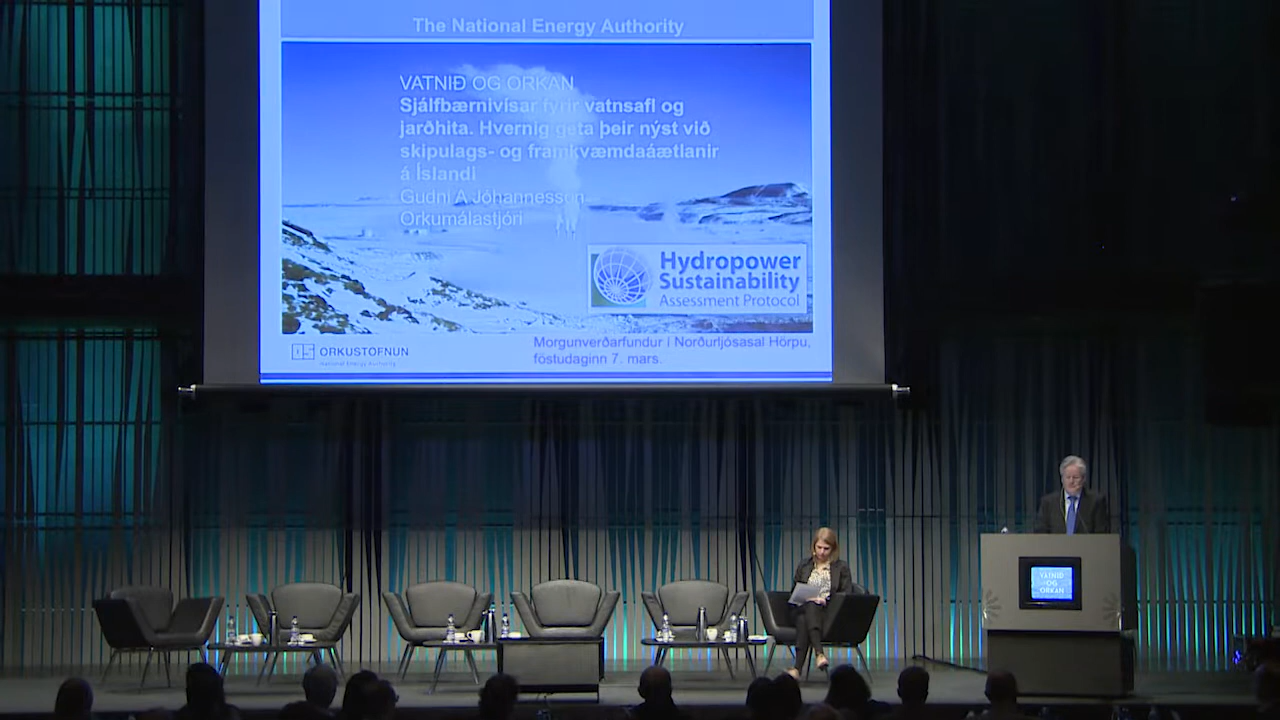 The National Energy Authority
VATNIÐ OG ORKAN
Sjálfbærnivísar fyrir vatnsafl og
jarðhita. Hvernig geta þeir nýst við
skipulags- og framkvæmdaáætlanir
á Íslandi
Gudni A Jóhannesson
Orkumálastjóri
Hydropower
Sustainability
Assessment Protocol
Morgunverðarfundur í Norðurljósasal Hörpu,
föstudaginn 7. mars.
ORKUSTOFNUN
National Energy Authority
VATNIÐ
OG
ORKAN